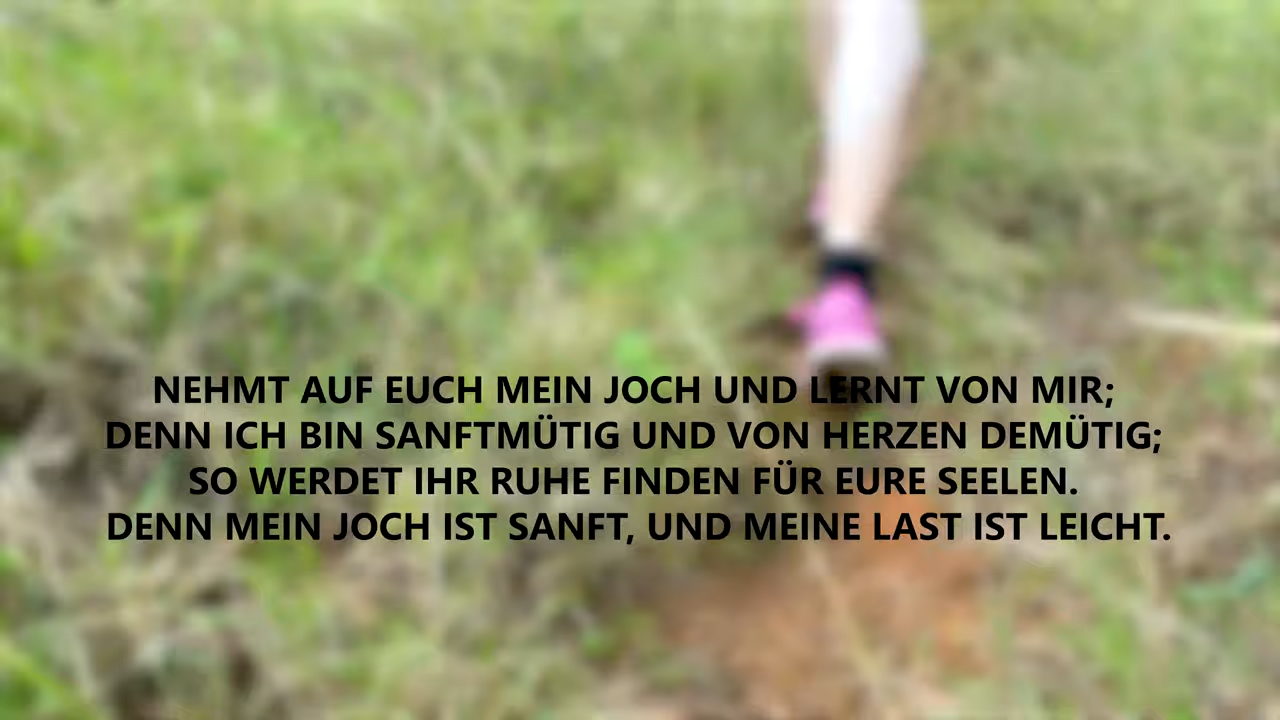 NEHMT AUF EUCH MEIN JOCH UND LERNT VON MIR;
DENN ICH BIN SANFTMÜTIG UND VON HERZEN DEMÜTIG;
SO WERDET IHR RUHE FINDEN FÜR EURE SEELEN.
DENN MEIN JOCH IST SANFT, UND MEINE LAST IST LEICHT.